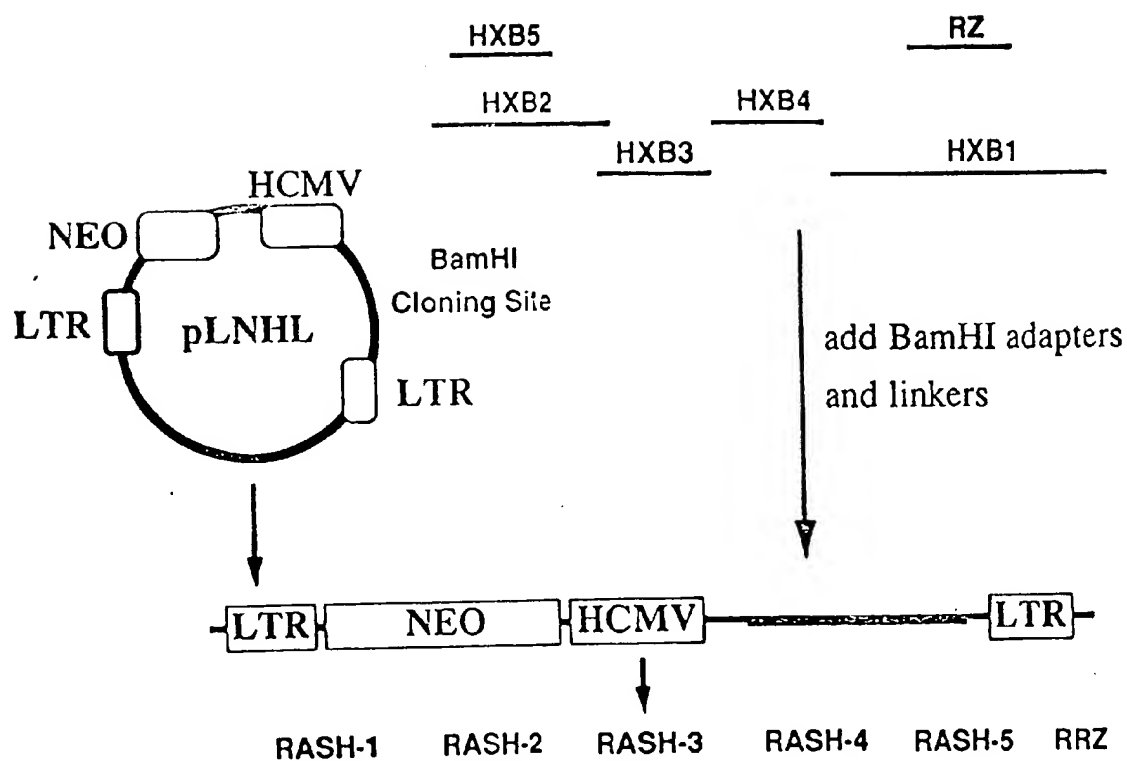 HXB5
RZ
HXB2
HXB4
HXB3
HXB1
HCMV
NEO
BamHI
Cloning Site
LTR
pLNHL
LTR
add BamHI adapters
and linkers
LTR
NEO
HCMV
LTR
RASH-1
RASH-2
RASH-3
RASH-4
RASH-5
RRZ